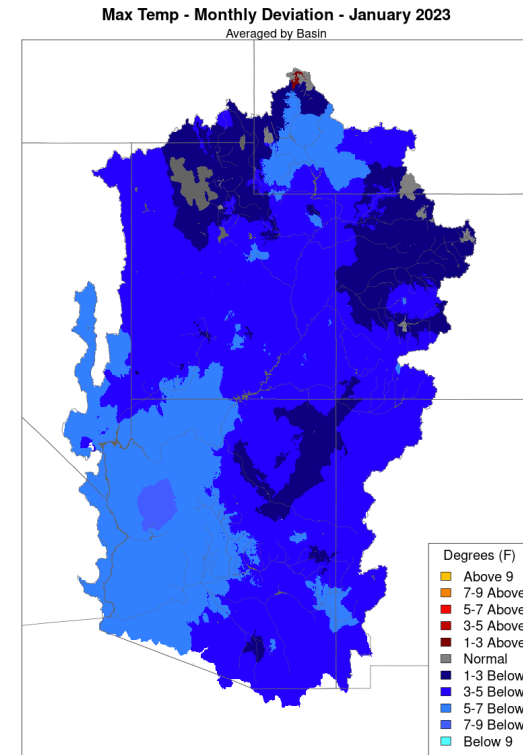 Max Temp - Monthly Deviation - January 2023
Averaged by Basin
Degrees (F)
Above 9
7-9 Above
5-7 Above
3-5 Above
1-3 Above
Normal
1-3 Below
3-5 Below
5-7 Below
7-9 Below
Below 9